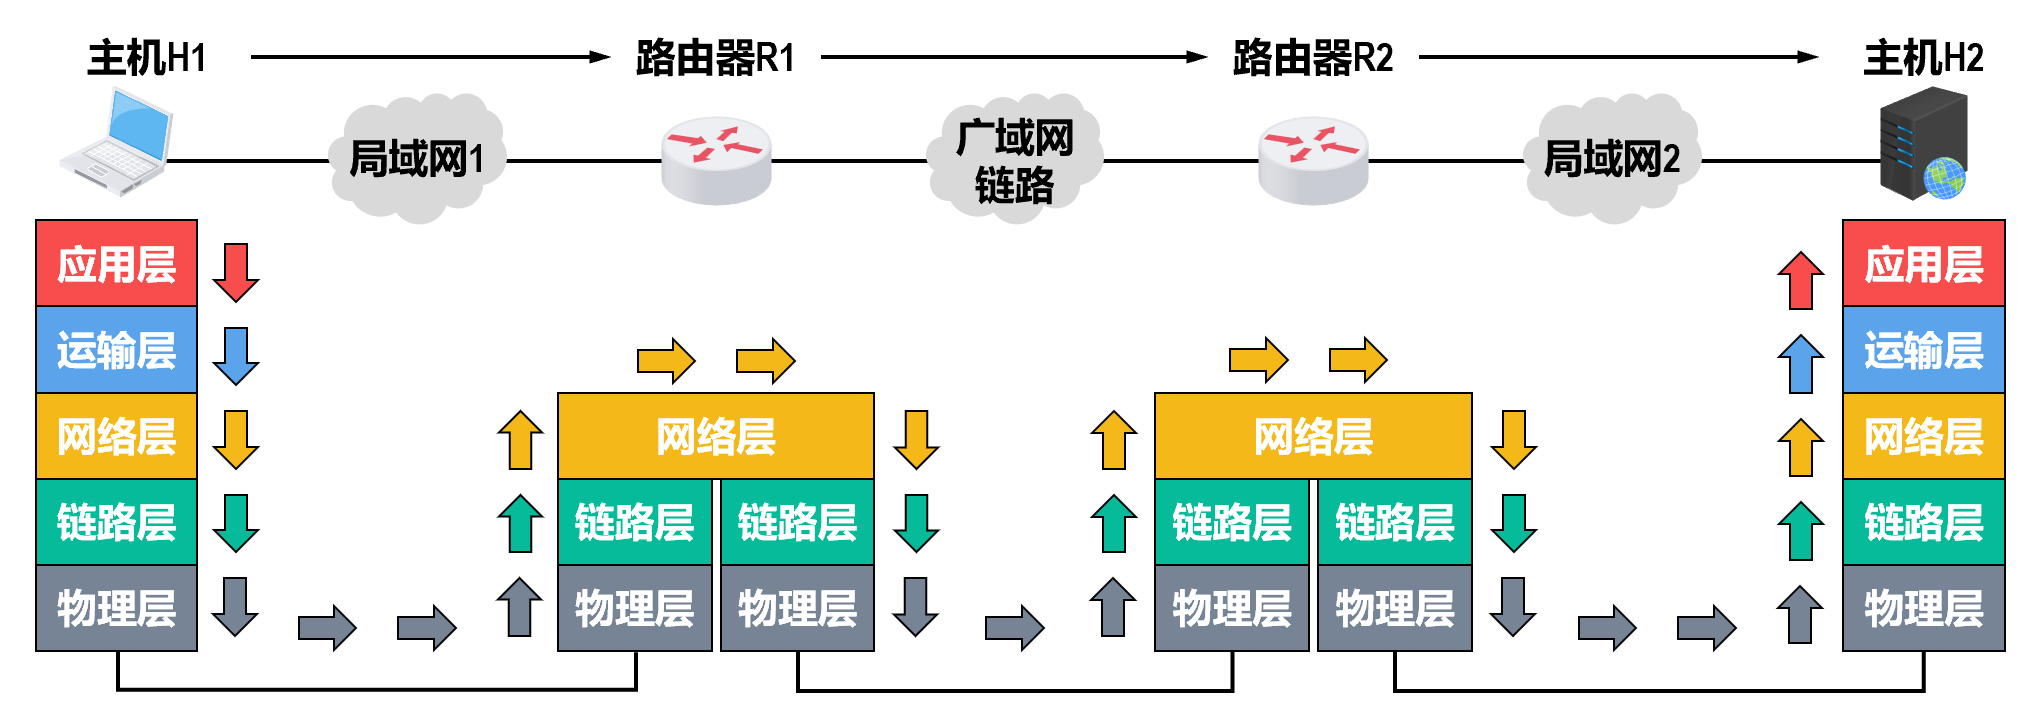 主机H1
路由器R1
路由器R2
主机H2
局域网1
广域网
链路
局域网2
应用层
运输层
网络层
链路层
物理层
网络层
链路层
链路层
物理层
物理层
网络层
链路层
链路层
物理层
物理层
应用层
运输层
网络层
链路层
物理层